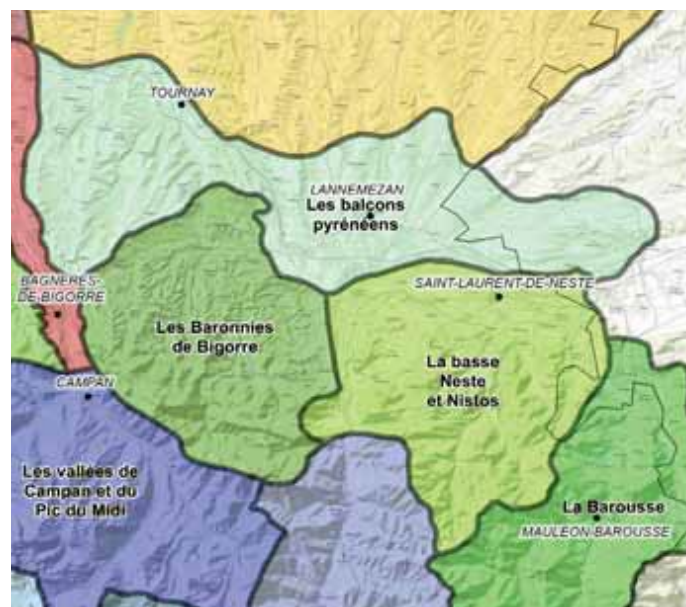 TOURNAY
LANNEMEZAN
Les balcons
pyrénéens
BAGNERES-
DE-BIGORRE
SAINT-LAURENT-DE-NESTE
Les Baronnies
de Bigorre
La basse
Neste
et Nistos
CAMPAN
Les vallées de
Campan et du
Pic du Midi
La Barousse
MAULEON-BAROUSSE